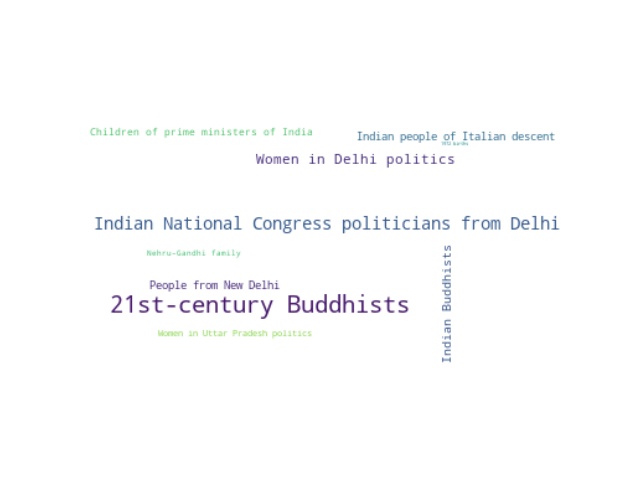 Children of prime ministers of India
Indian people of Italian descent
1972 births
Women in Delhi politics
Indian National Congress politicians from Delhi
Indian Buddhists
Nehru-Gandhi family
People from New Delhi
21st-century Buddhists
Women in Uttar Pradesh politics